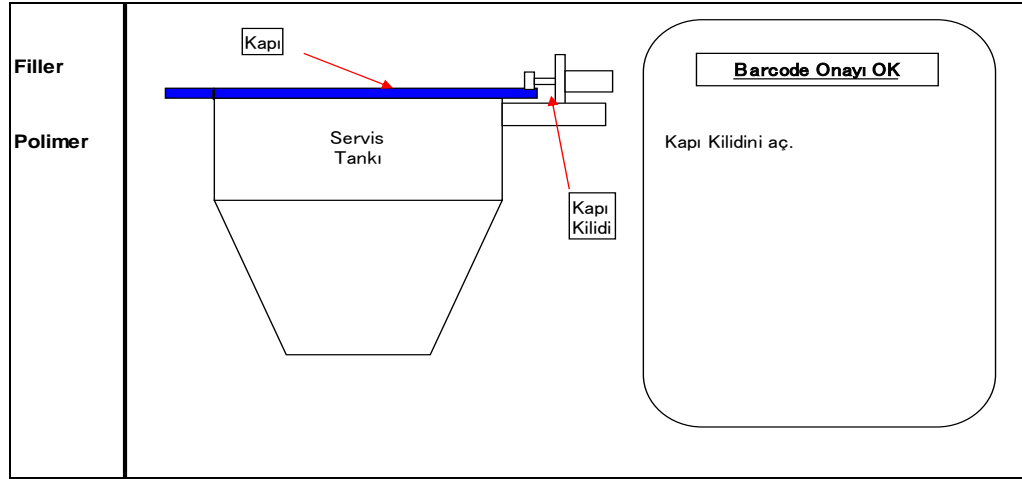 Filler
Polimer
Kapı
Servis
Tankı
Kapı
Kilidi
Barcode Onayı OK
Kapı Kilidini aç.